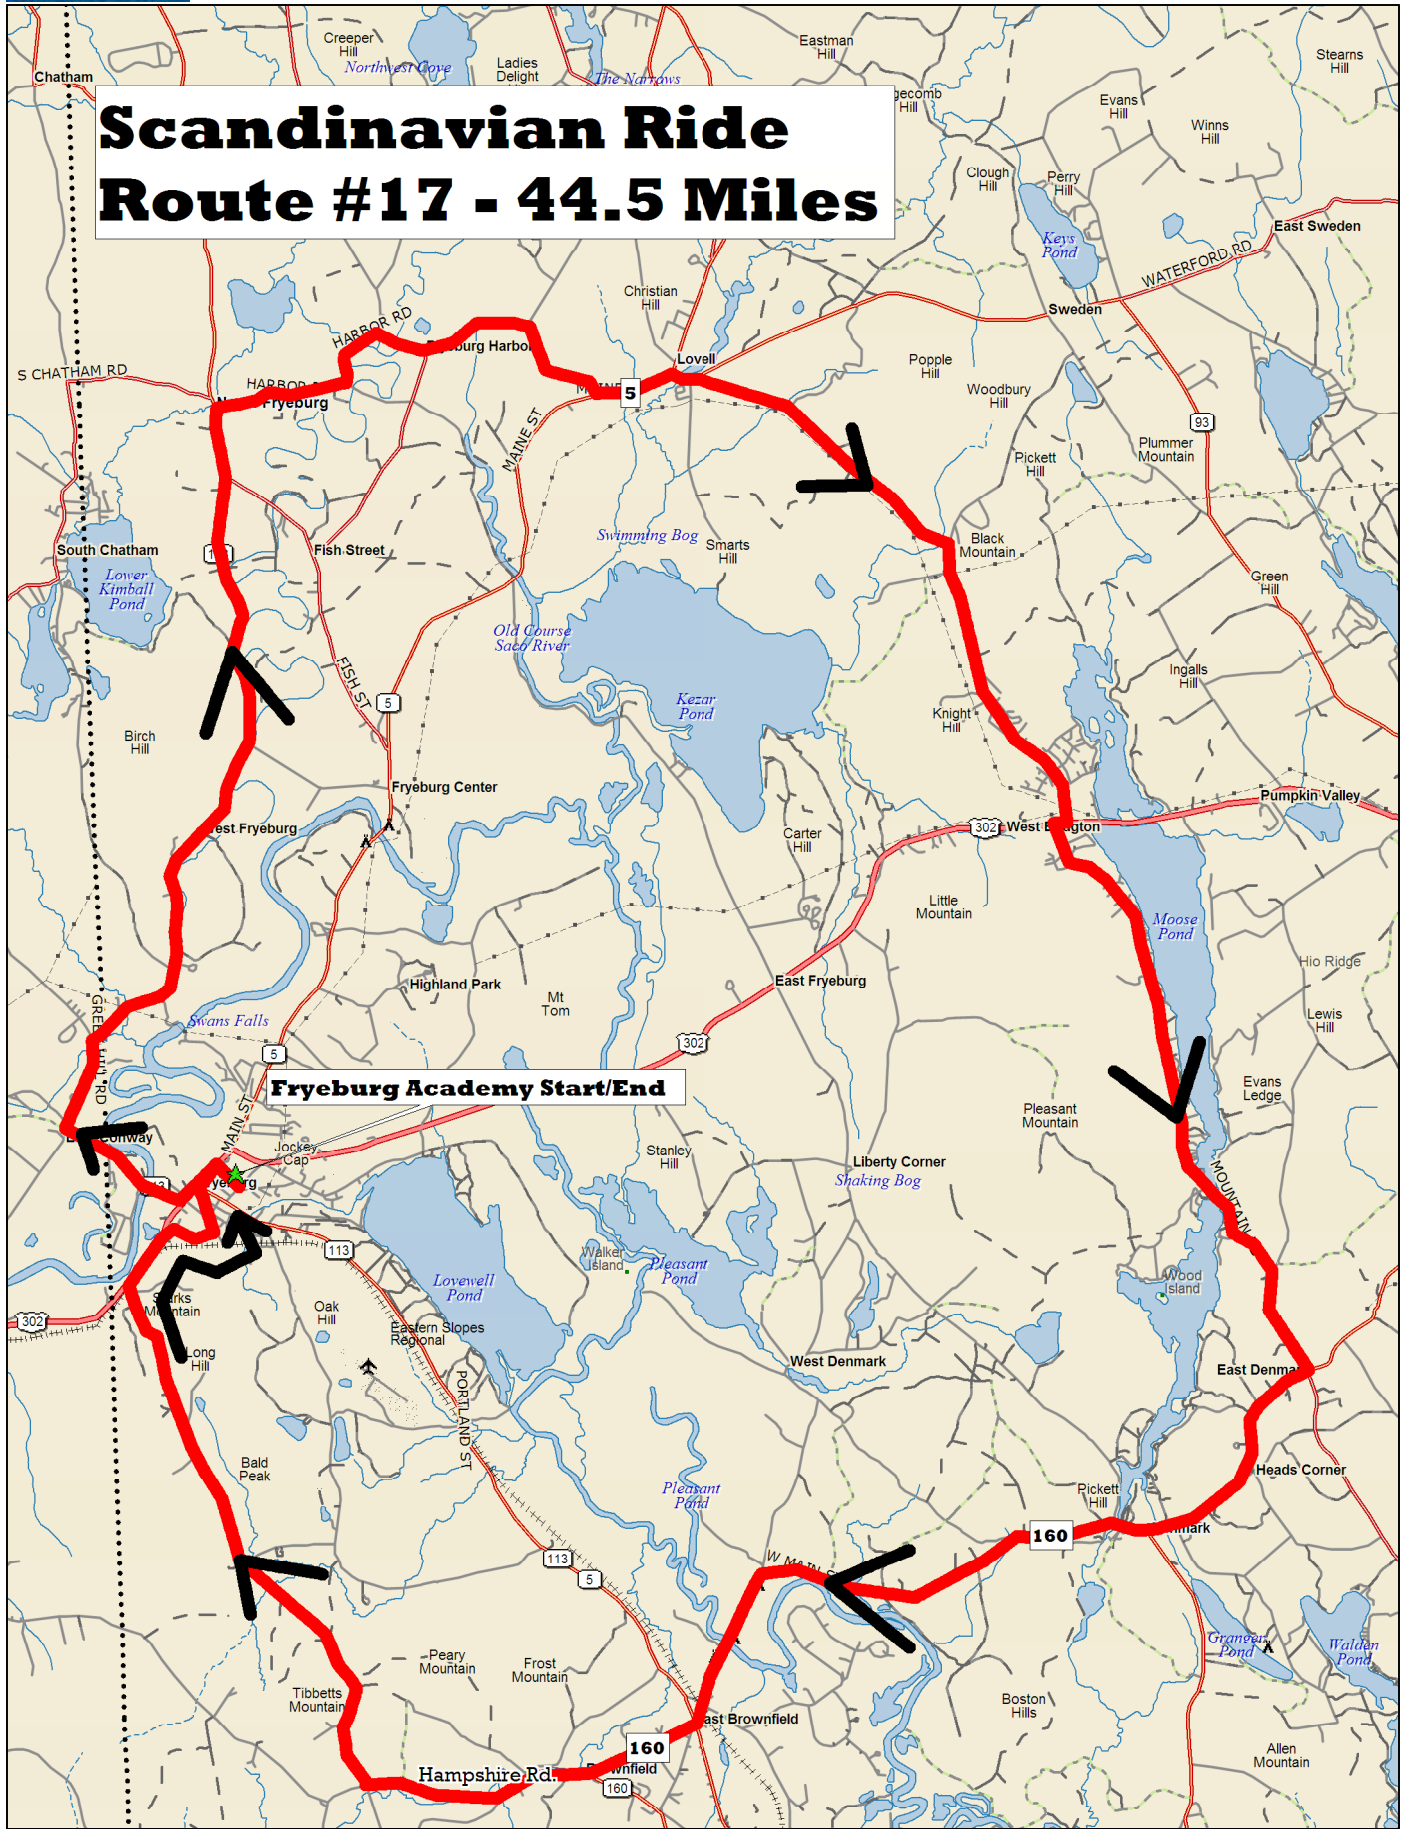 Creeper
Hill
Northwest Cove
Ladies
Delight
The Narrows
Eastman
Hill
Stearns
Hill
Chatham
Hill
Evans
Hill
Winns
Hill
Scandinavian Ride
Route #17 - 44.5 Miles
Clough
Hill
Perry
Hill
Keys
Pond
East Sweden
WATERFORD RD
Christian
Hill
Sweden
HARBOR RD
Lovell
Popple
Hill
S CHATHAM RD
Woodbury
Hill
5
Fryeburg
MAINE ST
93
Plummer
Mountain
Pickett
Hill
Swimming Bog
Smarts
Hill
Black
Mountain
South Chatham
Fish Street
Lower
Kimball
Pond
Green
Hill
Old Course
Saco River
FISH ST
Ingalls
Hill
5
Kezar
Pond
Knight
Hill
Birch
Hill
Fryeburg Center
Pumpkin Valley
302
West
Carter
Hill
Little
Mountain
Moose
Pond
Hio Ridge
Highland Park
East Fryeburg
Mt
Tom
Swans Falls
Lewis
Hill
302
5
Fryeburg Academy Start/End
Evans
Ledge
Pleasant
Mountain
MAIN ST
Jockey
Cap
Stanley
Hill
Liberty Corner
Shaking Bog
MOUNTAIN
113
Walker
Island
Pleasant
Pond
Lovewell
Pond
Wood
Island
Oak
Hill
302
Eastern Slopes
Regional
Long
Hill
West Denmark
PORTLAND ST
Bald
Peak
Heads Corner
Pleasant
Pond
Pickett
Hill
160
113
5
Granger
Pond
Walden
Pond
Peary
Mountain
Frost
Mountain
Tibbetts
Mountain
Boston
Hills
160
Allen
Mountain
Hampshire Rd.
160